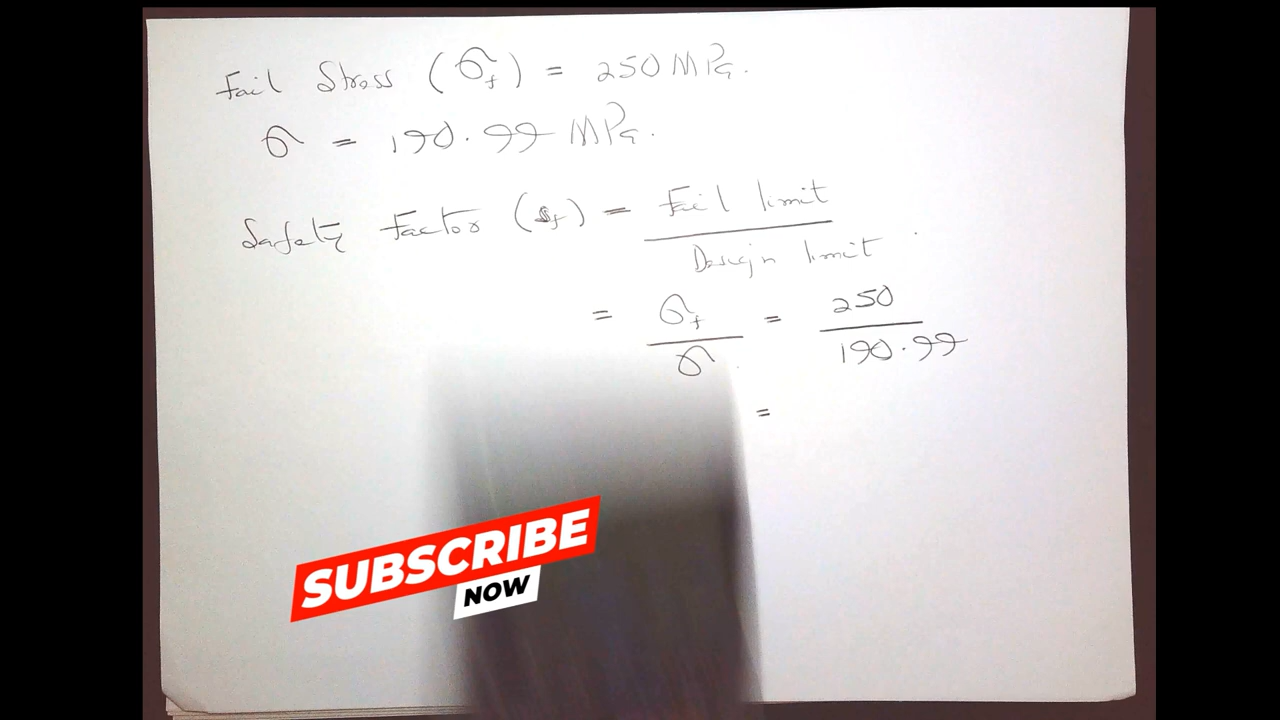 Fail Stress (σf) = 250 MPa.
σ = 190.99 MPa.
Safety Factor (sf) = Fail limit / Design limit
= σf / σ = 250 / 190.99
=
SUBSCRIBE
NOW